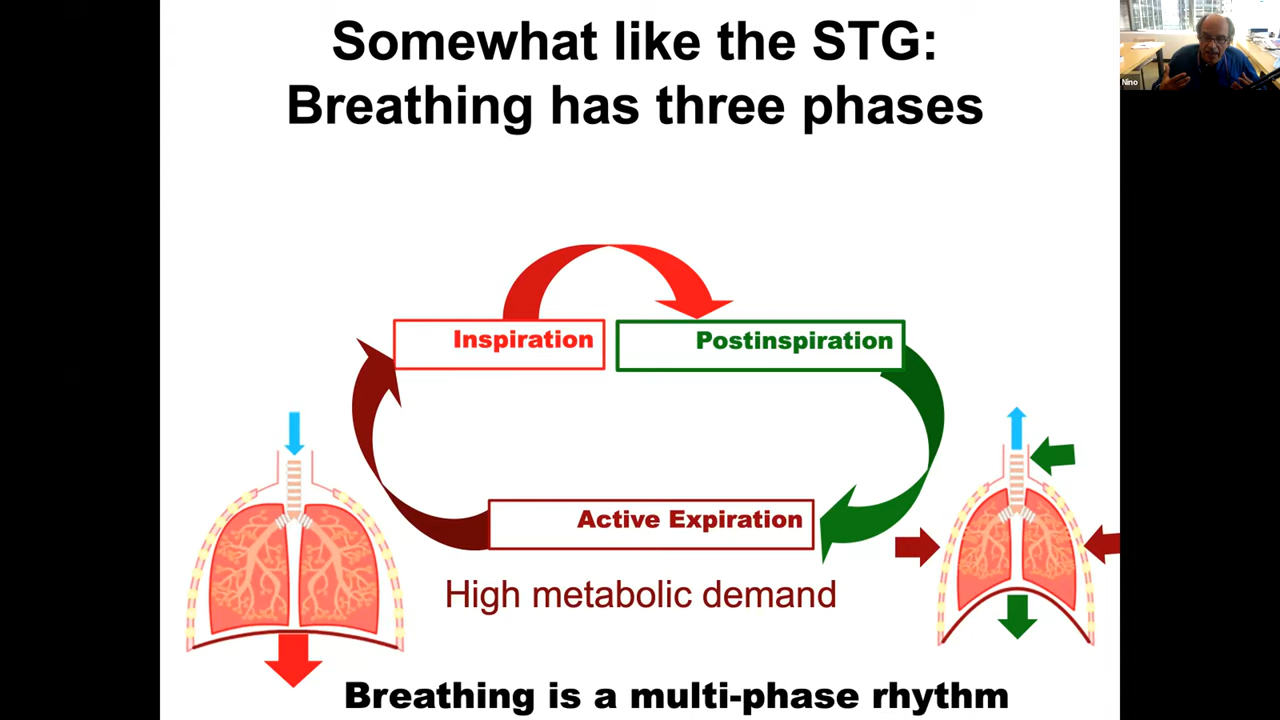 Somewhat like the STG:
Breathing has three phases
Nino
Inspiration
Postinspiration
Active Expiration
High metabolic demand
Breathing is a multi-phase rhythm